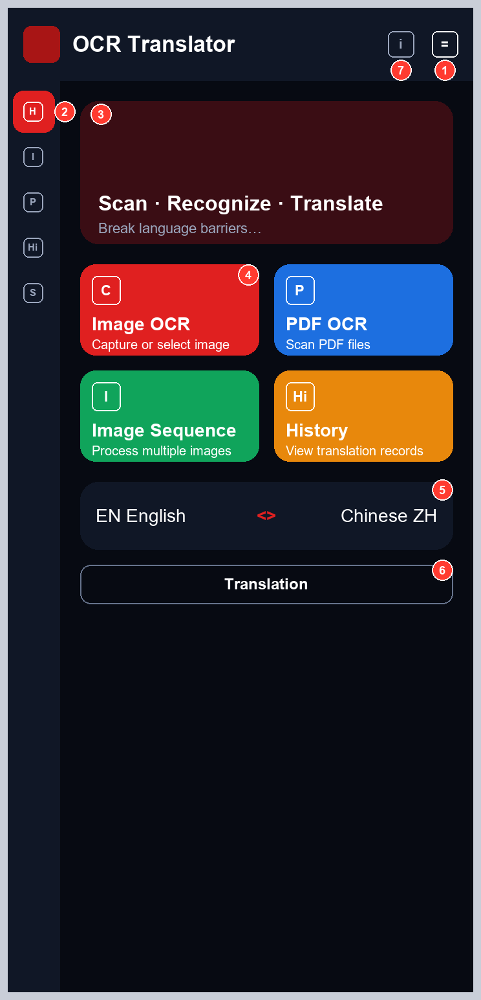 OCR Translator
i
=
7
1
H
2
3
I
P
Hi
S
Scan · Recognize · Translate
Break language barriers…
C
4
Image OCR
Capture or select image
P
PDF OCR
Scan PDF files
I
Image Sequence
Process multiple images
Hi
History
View translation records
5
EN English
<>
Chinese ZH
6
Translation